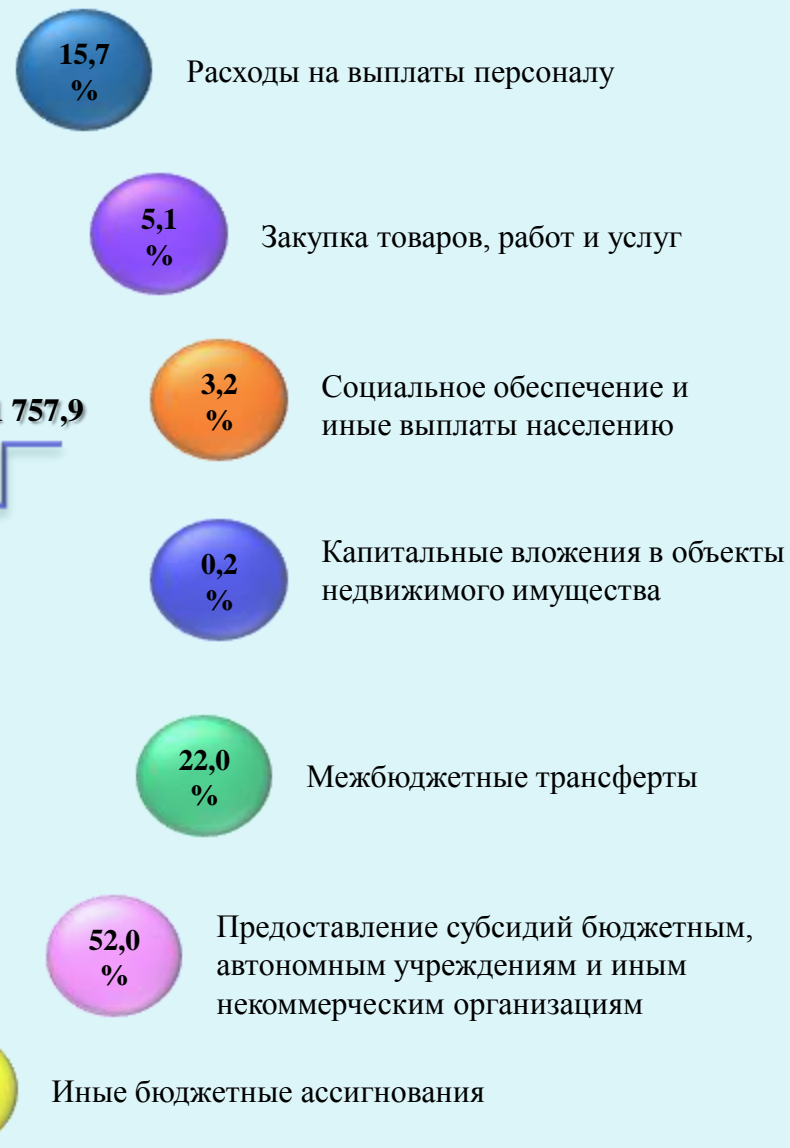 15,7
%
Расходы на выплаты персоналу
5,1
%
Закупка товаров, работ и услуг
3,2
%
Социальное обеспечение и
иные выплаты населению
757,9
0,2
%
Капитальные вложения в объекты
недвижимого имущества
22,0
%
Межбюджетные трансферты
52,0
%
Предоставление субсидий бюджетным,
автономным учреждениям и иным
некоммерческим организациям
Иные бюджетные ассигнования